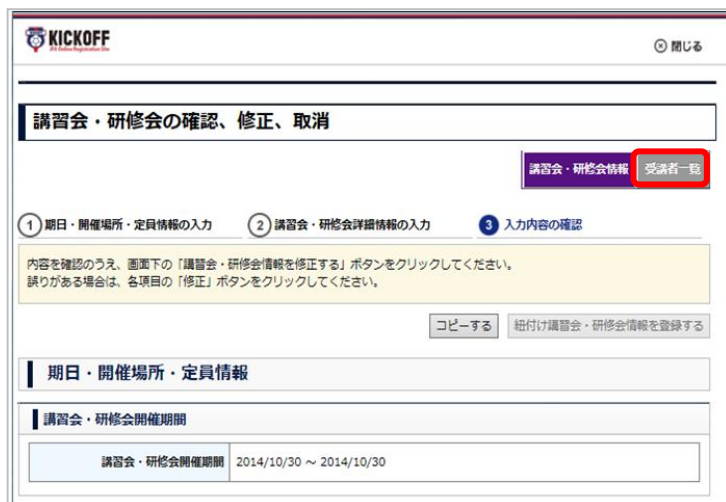 KICKOFF
JFA Online Registration Site
閉じる
講習会・研修会の確認、修正、取消
講習会・研修会情報 受講者一覧
1 期日・開催場所・定員情報の入力 2 講習会・研修会詳細情報の入力 3 入力内容の確認
内容を確認のうえ、画面下の「講習会・研修会情報を修正する」ボタンをクリックしてください。
誤りがある場合は、各項目の「修正」ボタンをクリックしてください。
コピーする 紐付け講習会・研修会情報を登録する
期日・開催場所・定員情報
講習会・研修会開催期間
講習会・研修会開催期間 2014/10/30 ~ 2014/10/30